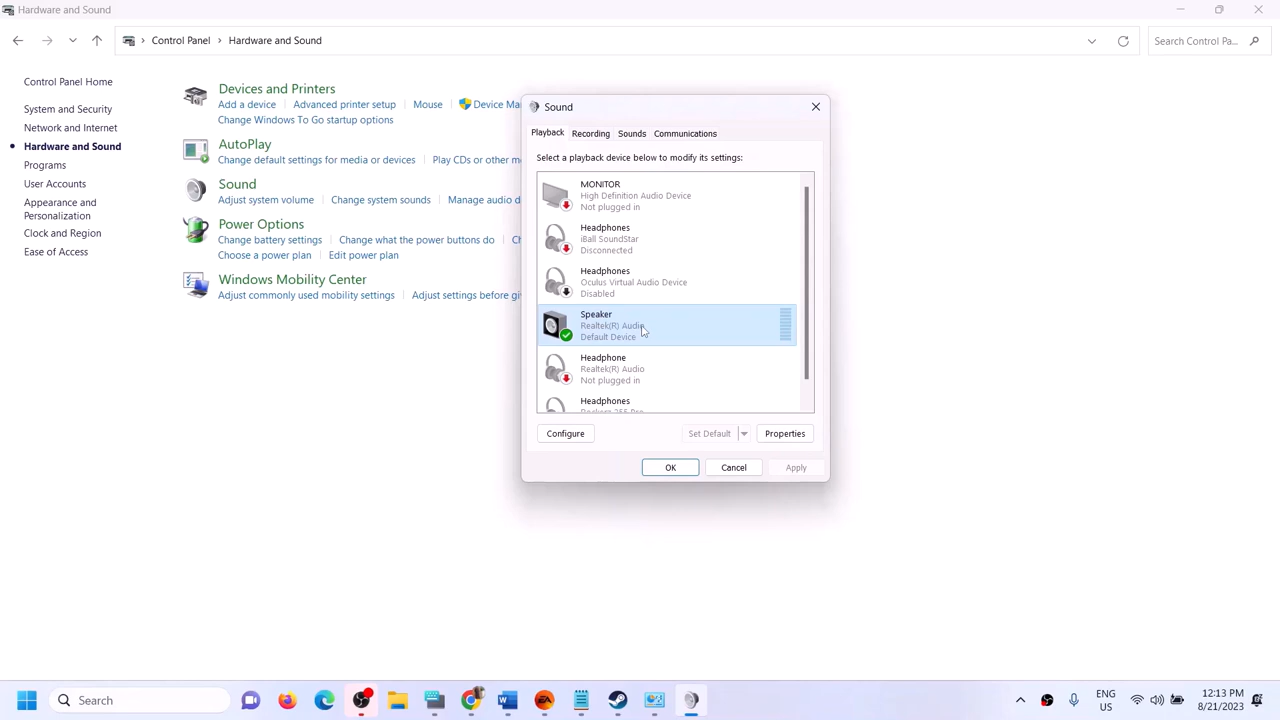 Hardware and Sound
Control Panel
Hardware and Sound
Search Control Pa...
Control Panel Home
System and Security
Network and Internet
Hardware and Sound
Programs
User Accounts
Appearance and
Personalization
Clock and Region
Ease of Access
Devices and Printers
Add a device
Advanced printer setup
Mouse
Device Ma
Change Windows To Go startup options
AutoPlay
Change default settings for media or devices
Play CDs or other m
Sound
Adjust system volume
Change system sounds
Manage audio d
Power Options
Change battery settings
Change what the power buttons do
Choose a power plan
Edit power plan
Windows Mobility Center
Adjust commonly used mobility settings
Adjust settings before gi
Sound
Playback
Recording
Sounds
Communications
Select a playback device below to modify its settings:
MONITOR
High Definition Audio Device
Not plugged in
Headphones
iBall SoundStar
Disconnected
Headphones
Oculus Virtual Audio Device
Disabled
Speaker
Realtek(R) Audio
Default Device
Headphone
Realtek(R) Audio
Not plugged in
Headphones
Configure
Set Default
Properties
OK
Cancel
Apply
Search
ENG
US
12:13 PM
8/21/2023